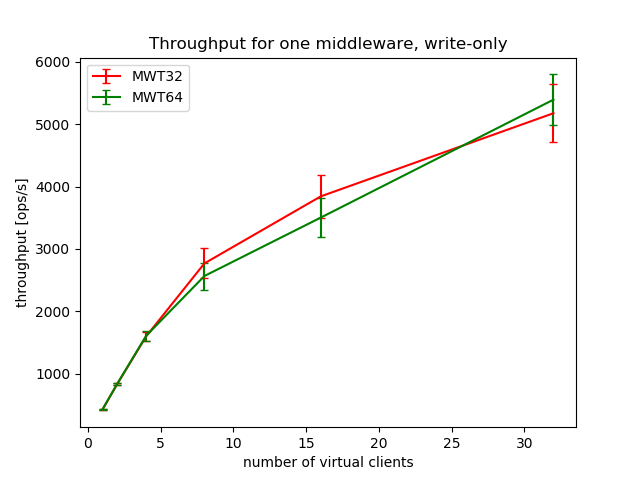 Throughput for one middleware, write-only
MWT32
MWT64
throughput [ops/s]
6000
5000
4000
3000
2000
1000
0 5 10 15 20 25 30
number of virtual clients